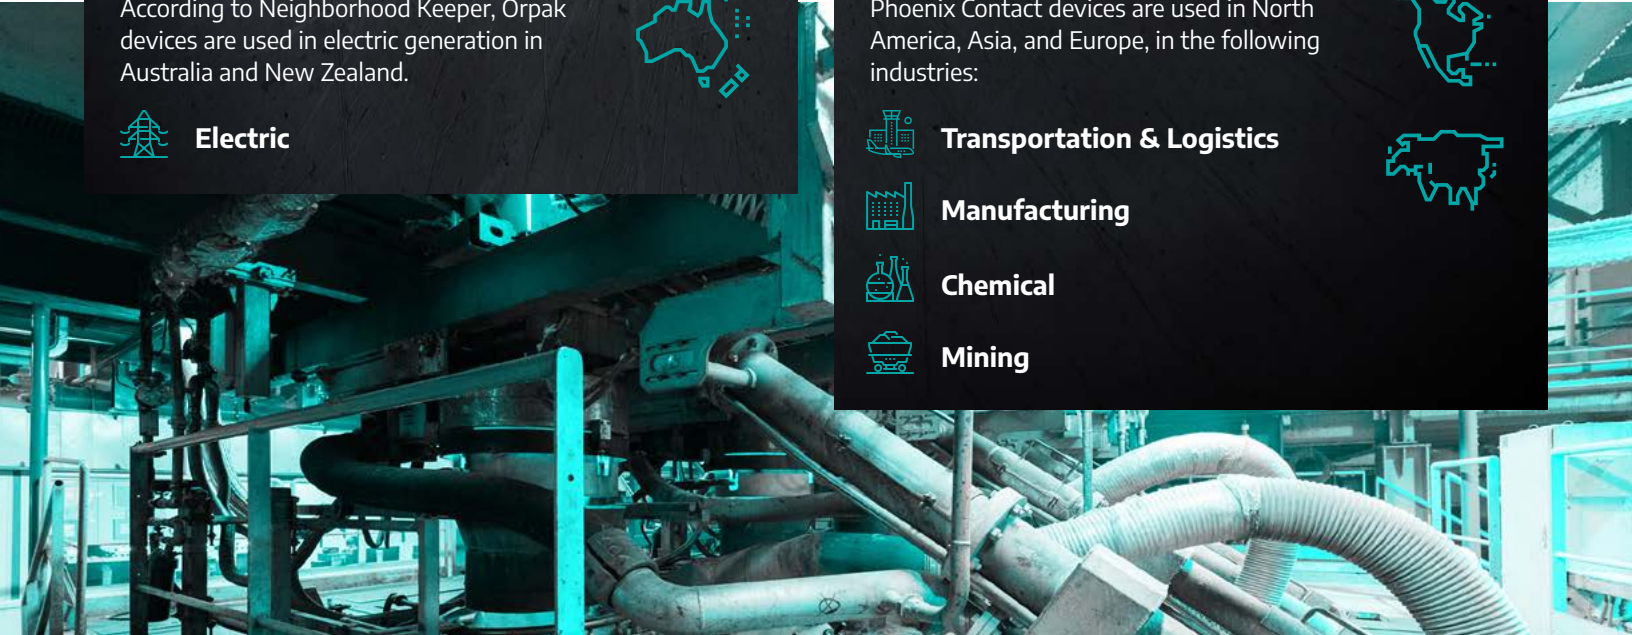 According to Neighborhood Keeper, Orpak
devices are used in electric generation in
Australia and New Zealand.
Electric
Phoenix Contact devices are used in North
America, Asia, and Europe, in the following
industries:
Transportation & Logistics
Manufacturing
Chemical
Mining